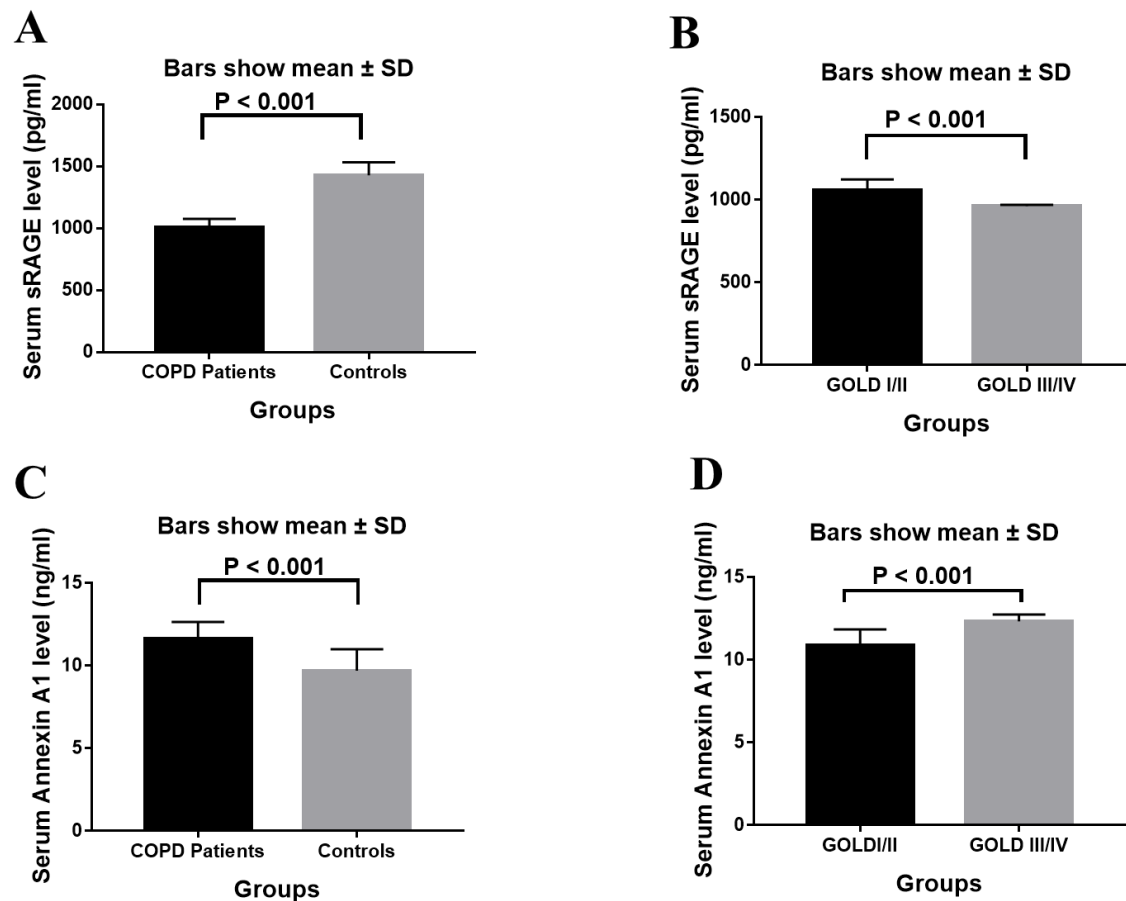 A
Bars show mean ± SD
P < 0.001
Serum sRAGE level (pg/ml)
2000
1500
1000
500
0
COPD Patients Controls
Groups
B
Bars show mean ± SD
P < 0.001
Serum sRAGE level (pg/ml)
1500
1000
500
0
GOLD I/II GOLD III/IV
Groups
C
Bars show mean ± SD
P < 0.001
Serum Annexin A1 level (ng/ml)
15
10
5
0
COPD Patients Controls
Groups
D
Bars show mean ± SD
P < 0.001
Serum Annexin A1 level (ng/ml)
15
10
5
0
GOLDI/II GOLD III/IV
Groups